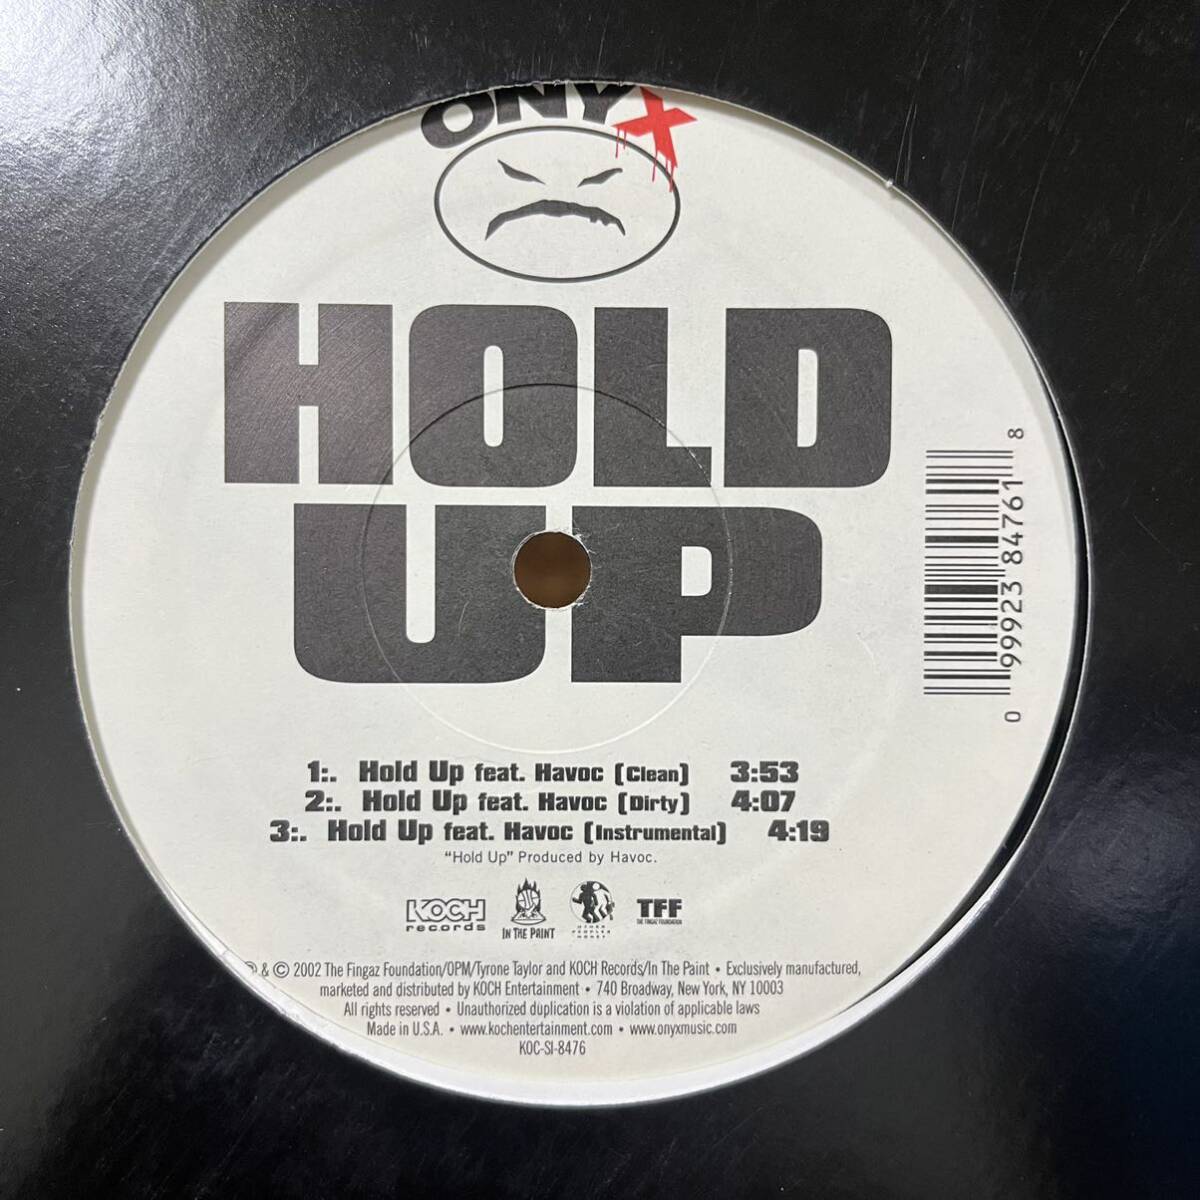 ONYX
HOLD
UP
1:. Hold Up feat. Havoc (Clean) 3:53
2:. Hold Up feat. Havoc (Dirty) 4:07
3:. Hold Up feat. Havoc (Instrumental) 4:19
“Hold Up” Produced by Havoc.
KOCH
records
IN THE PAINT
OTHER
PEOPLES
MONEY
TFF
THE FINGAZ FOUNDATION
℗ & © 2002 The Fingaz Foundation/OPM/Tyrone Taylor and KOCH Records/In The Paint • Exclusively manufactured,
marketed and distributed by KOCH Entertainment • 740 Broadway, New York, NY 10003
All rights reserved • Unauthorized duplication is a violation of applicable laws
Made in U.S.A. • www.kochentertainment.com • www.onyxmusic.com
KOC-SI-8476
0 99923 84761 8